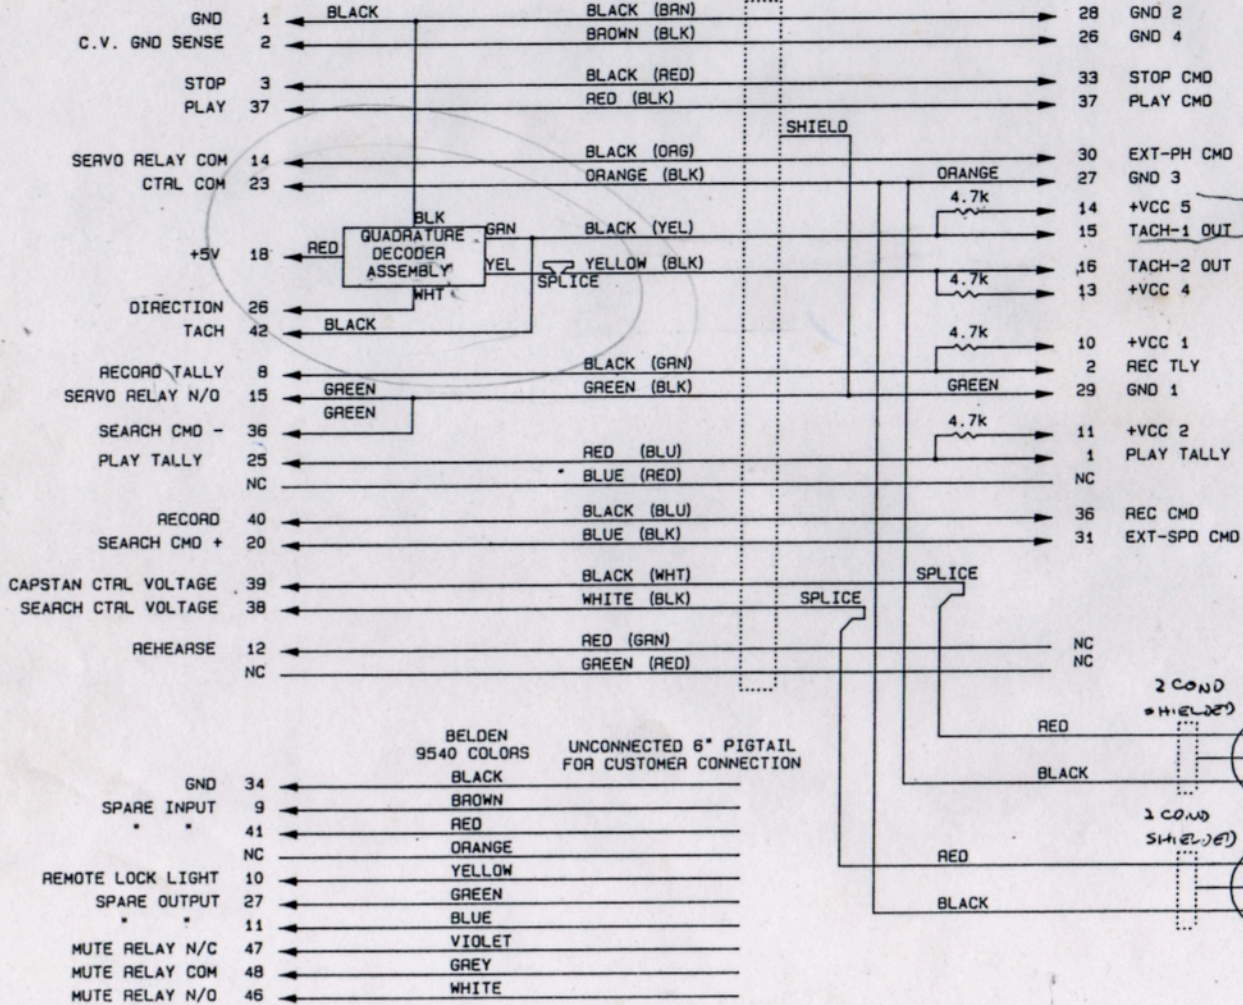 GND 1 BLACK BLACK (BRN) 28 GND 2
C.V. GND SENSE 2 BROWN (BLK) 26 GND 4
STOP 3 BLACK (RED) 33 STOP CMD
PLAY 37 RED (BLK) 37 PLAY CMD
SHIELD
SERVO RELAY COM 14 BLACK (ORG) 30 EXT-PH CMD
CTRL COM 23 ORANGE (BLK) ORANGE 27 GND 3
4.7k 14 +VCC 5
BLK GRN BLACK (YEL) 15 TACH-1 OUT
+5V 18 RED QUADRATURE
DECODER
ASSEMBLY
YEL SPLICE YELLOW (BLK) 16 TACH-2 OUT
WHT 4.7k 13 +VCC 4
DIRECTION 26
TACH 42 BLACK
4.7k 10 +VCC 1
RECORD TALLY 8 BLACK (GRN) 2 REC TLY
SERVO RELAY N/O 15 GREEN GREEN (BLK) GREEN 29 GND 1
GREEN
SEARCH CMD - 36 4.7k 11 +VCC 2
PLAY TALLY 25 RED (BLU) 1 PLAY TALLY
NC BLUE (RED) NC
RECORD 40 BLACK (BLU) 36 REC CMD
SEARCH CMD + 20 BLUE (BLK) 31 EXT-SPD CMD
CAPSTAN CTRL VOLTAGE 39 BLACK (WHT) SPLICE
SEARCH CTRL VOLTAGE 38 WHITE (BLK) SPLICE
REHEARSE 12 RED (GRN) NC
NC GREEN (RED) NC
2 COND
SHIELDED
RED
BLACK
2 COND
SHIELDED
RED
BLACK
BELDEN
9540 COLORS
UNCONNECTED 6" PIGTAIL
FOR CUSTOMER CONNECTION
GND 34 BLACK
SPARE INPUT 9 BROWN
" " 41 RED
NC ORANGE
REMOTE LOCK LIGHT 10 YELLOW
SPARE OUTPUT 27 GREEN
" " 11 BLUE
MUTE RELAY N/C 47 VIOLET
MUTE RELAY COM 48 GREY
MUTE RELAY N/O 46 WHITE